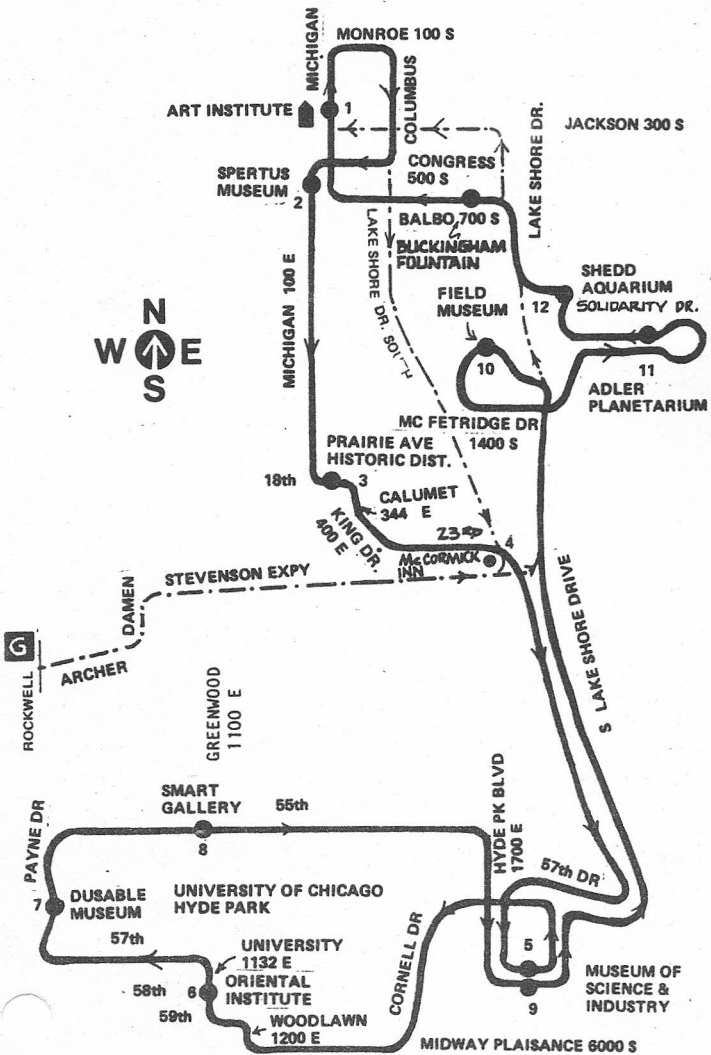 MICHIGAN
MONROE 100 S
COLUMBUS
ART INSTITUTE
1
LAKE SHORE DR.
JACKSON 300 S
CONGRESS
500 S
SPERTUS
MUSEUM
2
BALBO 700 S
BUCKINGHAM
FOUNTAIN
LAKE SHORE DR.
MICHIGAN 100 E
FIELD
MUSEUM
10
12
SHEDD
AQUARIUM
SOLIDARITY DR.
11
ADLER
PLANETARIUM
N
W E
S
MC FETRIDGE DR
1400 S
PRAIRIE AVE
HISTORIC DIST.
18th
3
CALUMET
344 E
KING DR.
400 E
23RD
4
McCORMICK
INN
STEVENSON EXPY
DAMEN
ARCHER
G
ROCKWELL
GREENWOOD
1100 E
S LAKE SHORE DRIVE
SMART
GALLERY
55th
8
PAYNE DR
HYDE PK BLVD
1700 E
57th DR
7
DUSABLE
MUSEUM
UNIVERSITY OF CHICAGO
HYDE PARK
57th
UNIVERSITY
1132 E
58th
6
ORIENTAL
INSTITUTE
59th
WOODLAWN
1200 E
CORNELL DR
5
9
MUSEUM OF
SCIENCE &
INDUSTRY
MIDWAY PLAISANCE 6000 S